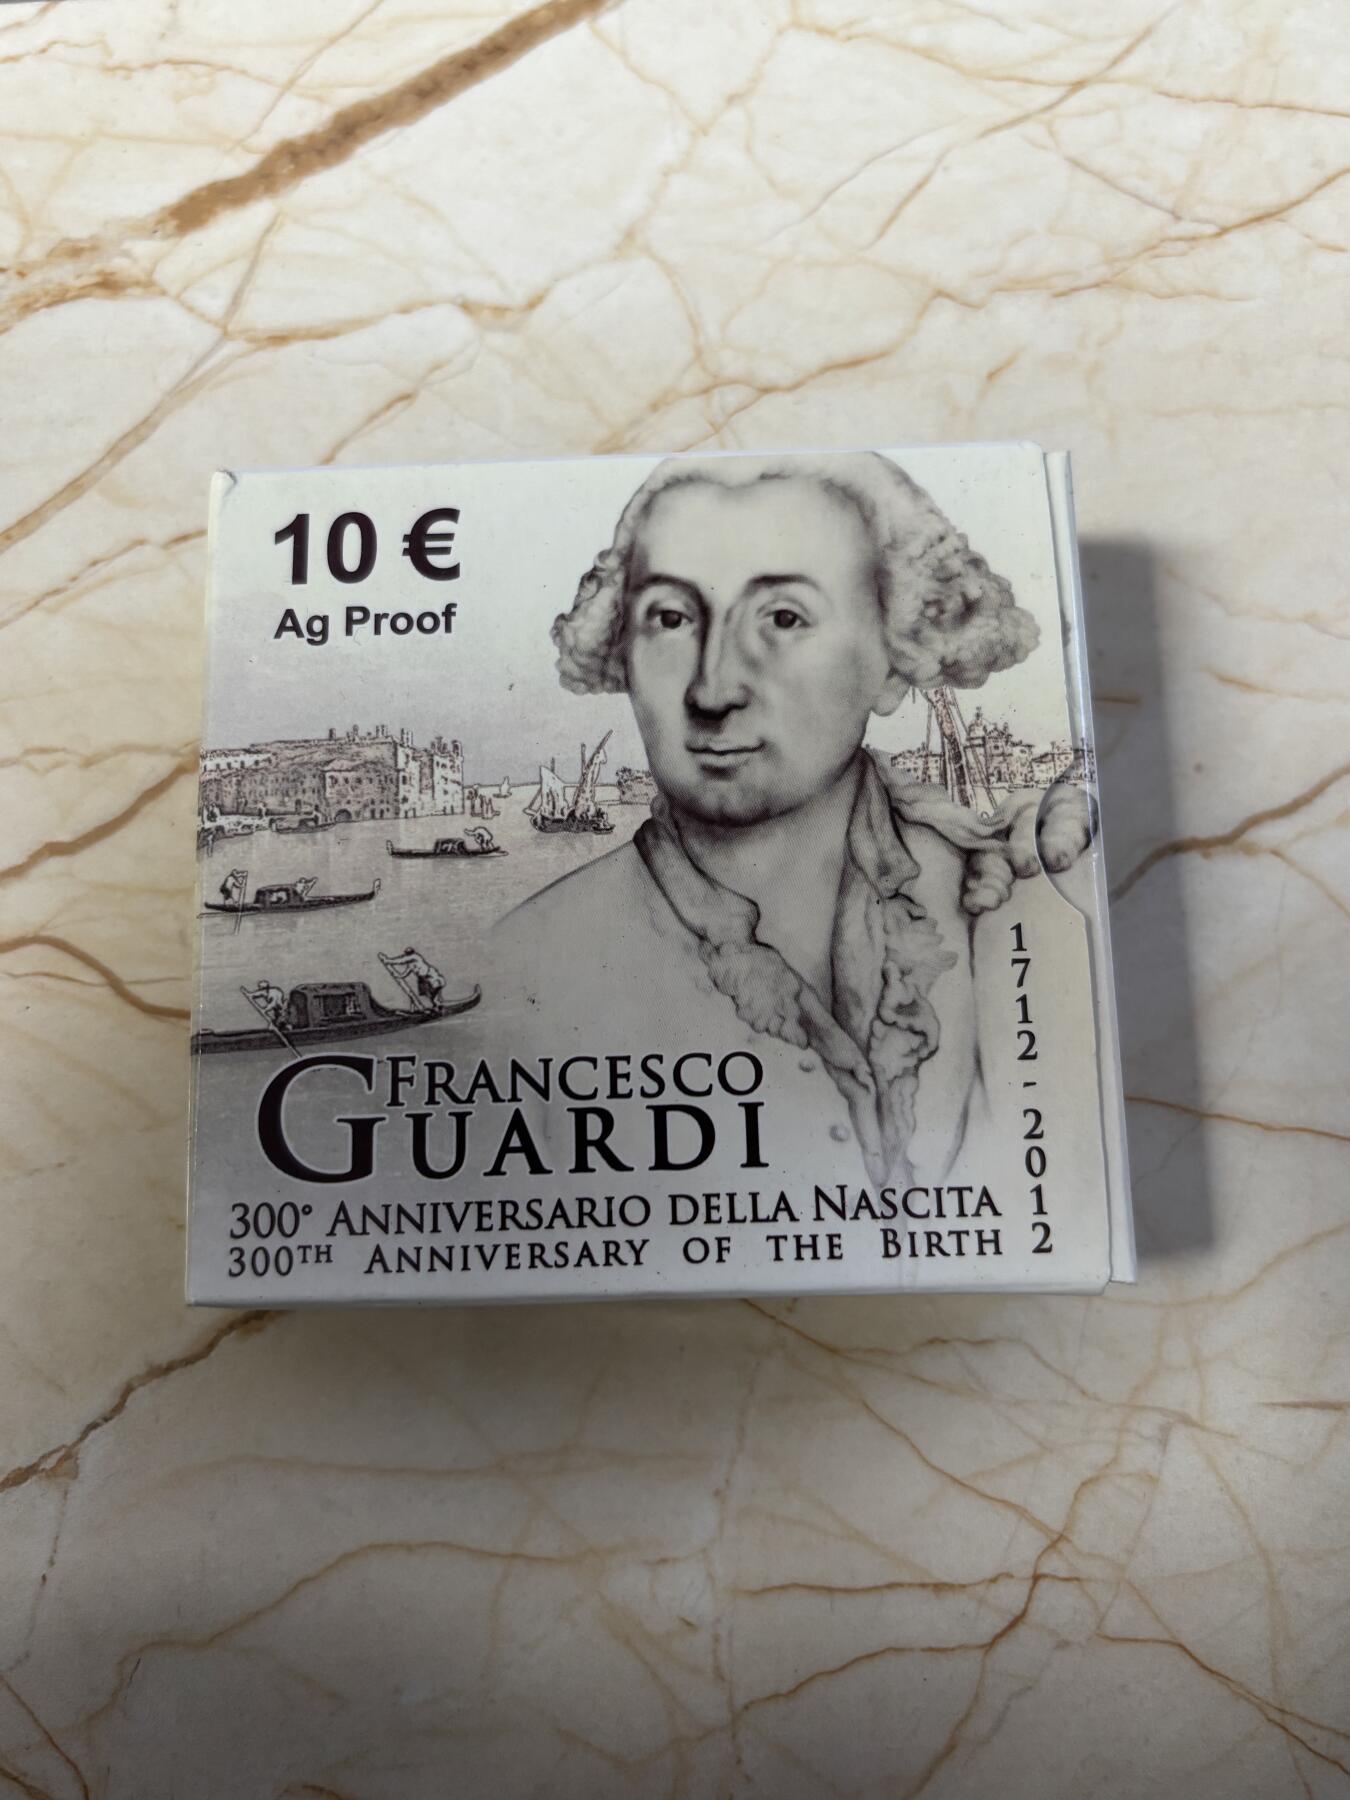 10 €
Ag Proof
FRANCESCO
GUARDI
300° ANNIVERSARIO DELLA NASCITA
300TH ANNIVERSARY OF THE BIRTH
1712-2012